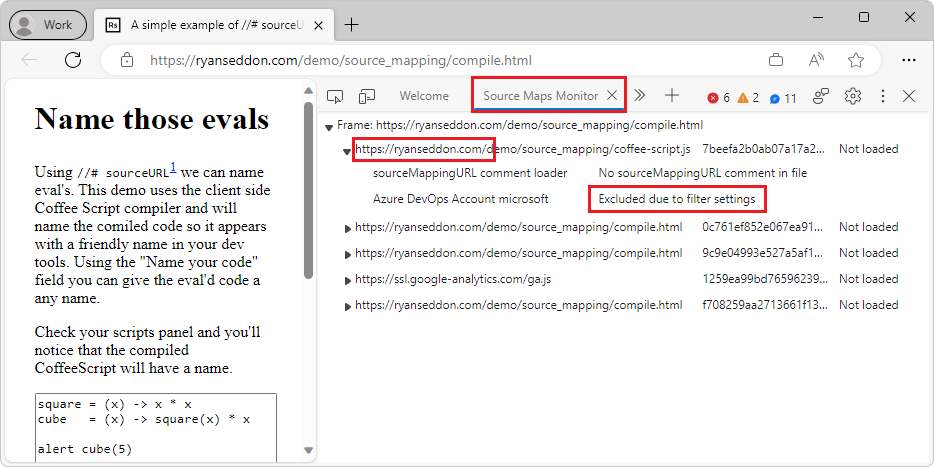 Work
A simple example of //# sourceU
https://ryanseddon.com/demo/source_mapping/compile.html
Name those evals
Using //# sourceURL1 we can name
eval's. This demo uses the client side
Coffee Script compiler and will
name the comiled code so it appears
with a friendly name in your dev
tools. Using the "Name your code"
field you can give the eval'd code a
any name.
Check your scripts panel and you'll
notice that the compiled
CoffeeScript will have a name.
square = (x) -> x * x
cube = (x) -> square(x) * x
alert cube(5)
Welcome
Source Maps Monitor
6
2
11
Frame: https://ryanseddon.com/demo/source_mapping/compile.html
https://ryanseddon.com/demo/source_mapping/coffee-script.js 7beefa2b0ab07a17a2... Not loaded
sourceMappingURL comment loader No sourceMappingURL comment in file
Azure DevOps Account microsoft Excluded due to filter settings
https://ryanseddon.com/demo/source_mapping/compile.html 0c761ef852e067ea91... Not loaded
https://ryanseddon.com/demo/source_mapping/compile.html 9c9e04993e527a5af1... Not loaded
https://ssl.google-analytics.com/ga.js 1259ea99bd76596239... Not loaded
https://ryanseddon.com/demo/source_mapping/compile.html f708259aa2713661f13... Not loaded